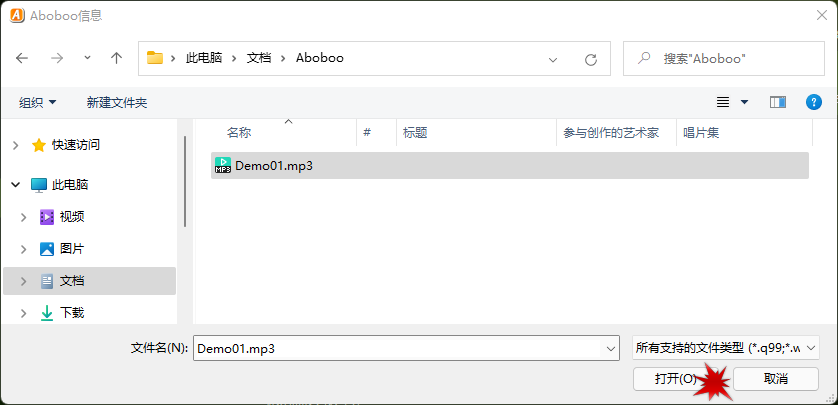 Aboboo信息
此电脑 文档 Aboboo
搜索"Aboboo"
组织 新建文件夹
名称 # 标题 参与创作的艺术家 唱片集
快速访问
Demo01.mp3
此电脑
视频
图片
文档
下载
文件名(N): Demo01.mp3 所有支持的文件类型 (*.q99;*.w
打开(O) 取消